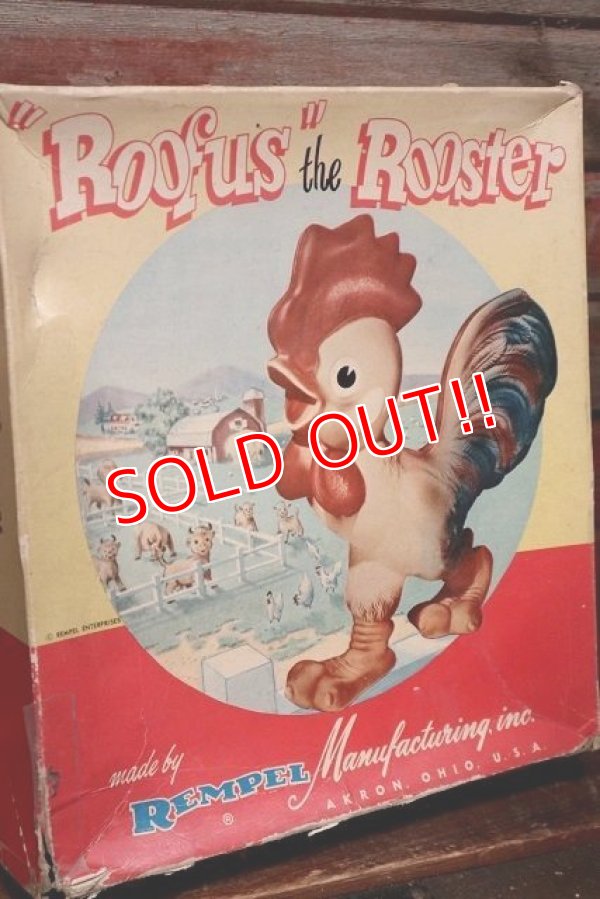 "Roofus" the Rooster
SOLD OUT!!
© REMPEL ENTERPRISES
made by
REMPEL® Manufacturing, inc.
AKRON, OHIO, U.S.A.